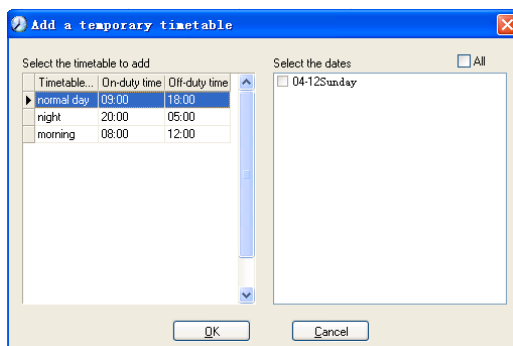 Add a temporary timetable
Select the timetable to add
Timetable... On-duty time Off-duty time
normal day 09:00 18:00
night 20:00 05:00
morning 08:00 12:00
Select the dates All
04-12Sunday
OK Cancel